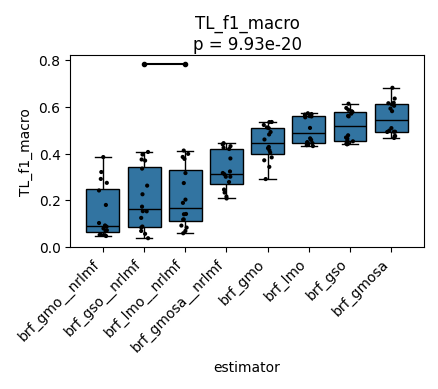 TL_f1_macro
p = 9.93e-20
0.8
0.6
0.4
0.2
0.0
TL_f1_macro
brf_gmo__nrlmf
brf_gso__nrlmf
brf_lmo__nrlmf
brf_gmosa__nrlmf
brf_gmo
brf_lmo
brf_gso
brf_gmosa
estimator